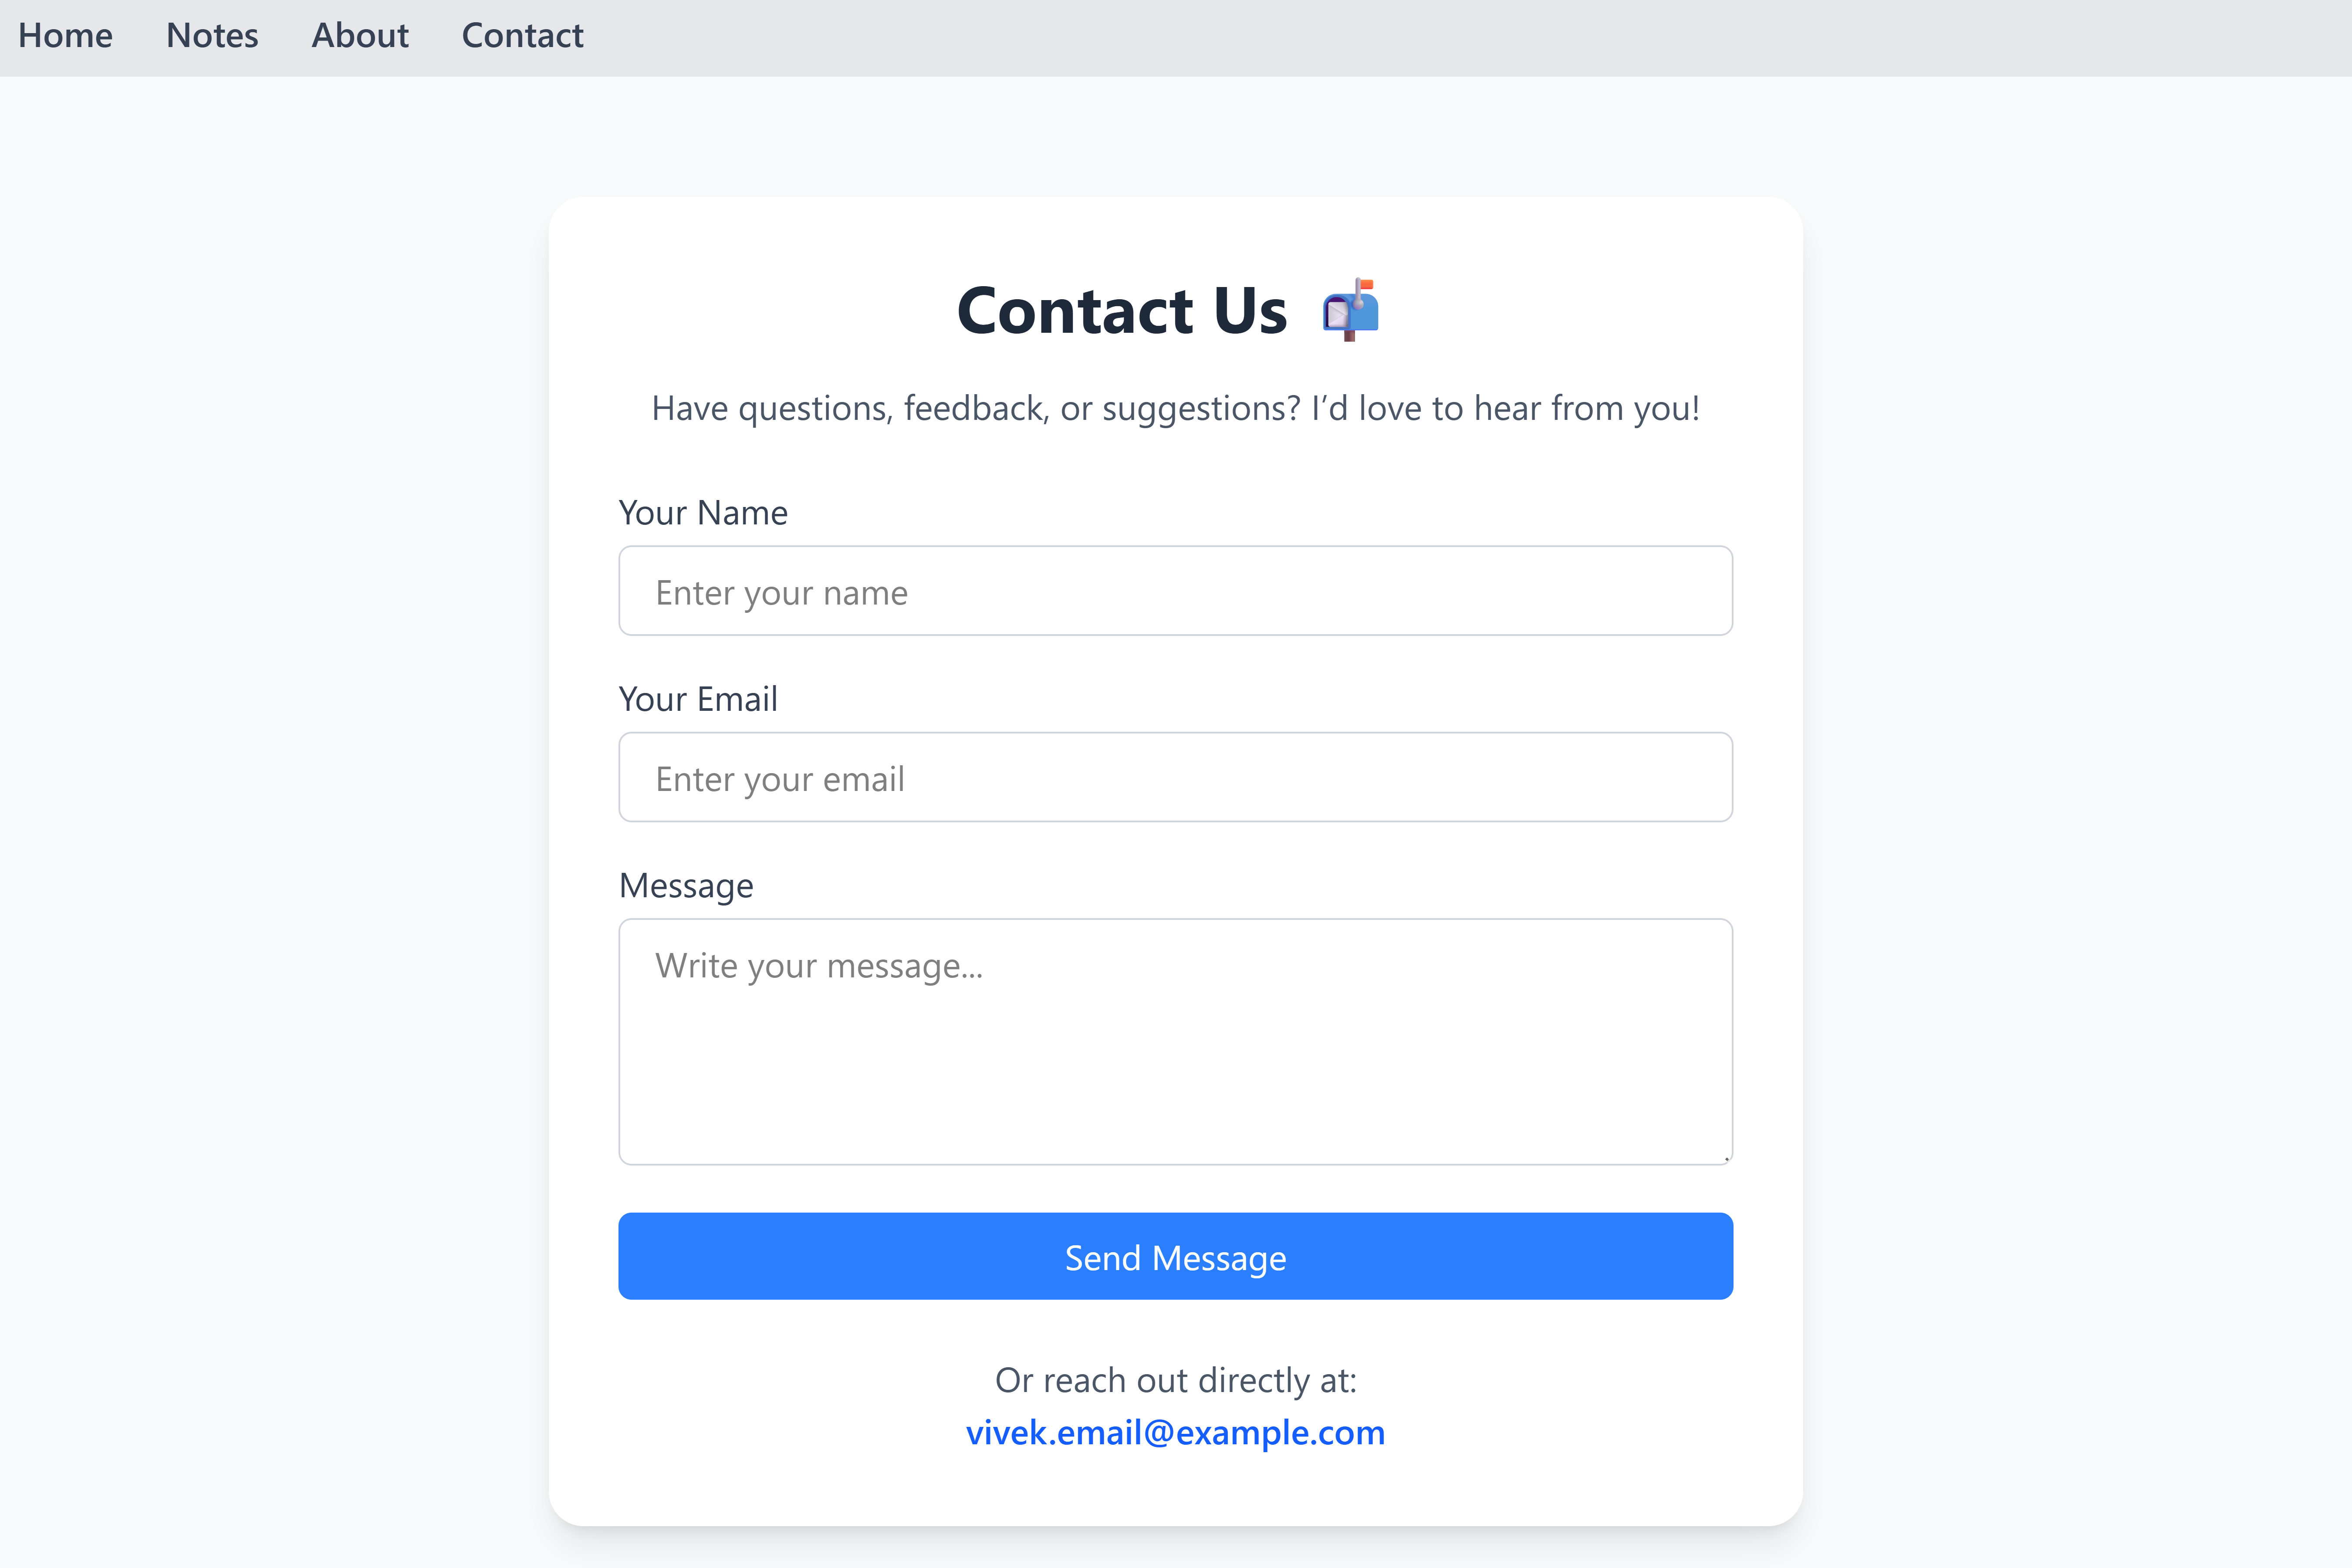 Home Notes About Contact
Contact Us 📬
Have questions, feedback, or suggestions? I’d love to hear from you!
Your Name
Enter your name
Your Email
Enter your email
Message
Write your message...
Send Message
Or reach out directly at:
vivek.email@example.com